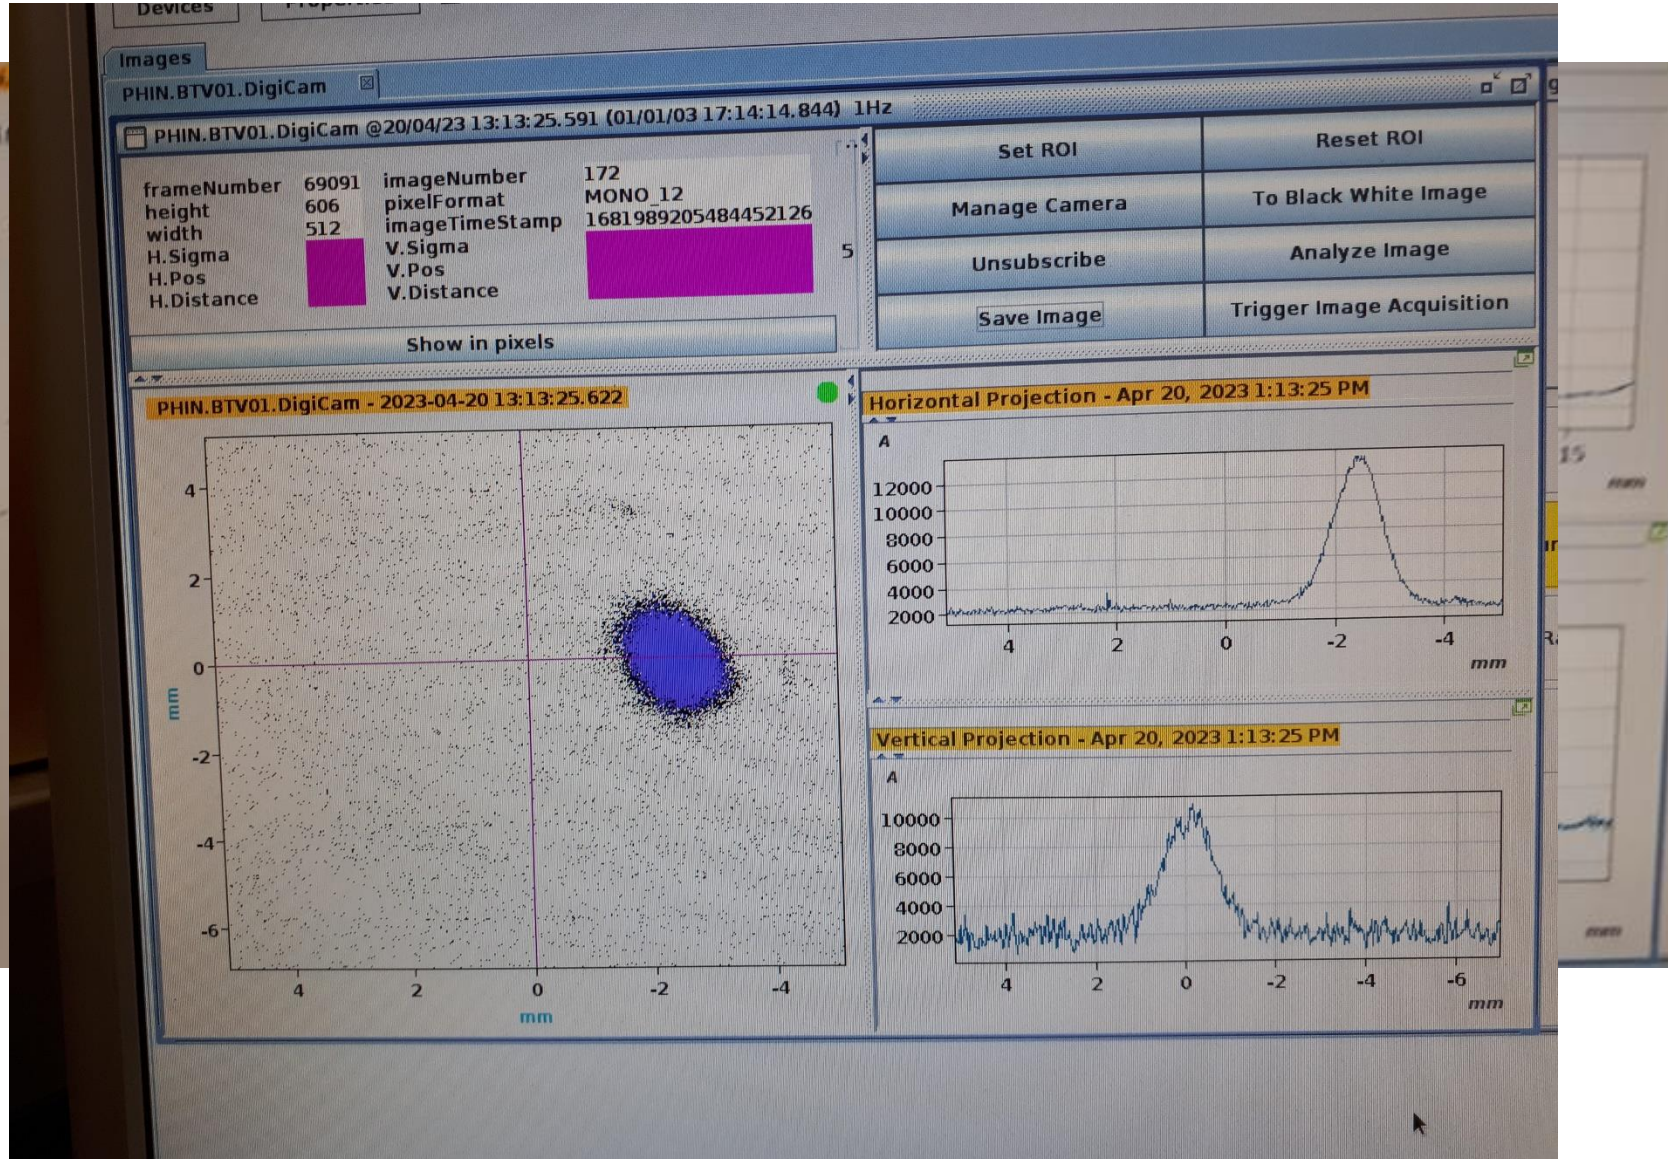 Devices
Images
PHIN.BTV01.DigiCam
PHIN.BTV01.DigiCam @20/04/23 13:13:25.591 (01/01/03 17:14:14.844) 1Hz
frameNumber 69091 imageNumber 172
height 606 pixelFormat MONO_12
width 512 imageTimeStamp 1681989205484452126
H.Sigma V.Sigma
H.Pos V.Pos
H.Distance V.Distance
5
Show in pixels
Set ROI Reset ROI
Manage Camera To Black White Image
Unsubscribe Analyze Image
Save Image Trigger Image Acquisition
PHIN.BTV01.DigiCam - 2023-04-20 13:13:25.622
4
2
0
-2
-4
-6
mm
4 2 0 -2 -4
mm
Horizontal Projection - Apr 20, 2023 1:13:25 PM
A
12000
10000
8000
6000
4000
2000
4 2 0 -2 -4
mm
Vertical Projection - Apr 20, 2023 1:13:25 PM
A
10000
8000
6000
4000
2000
4 2 0 -2 -4 -6
mm
15
mm
mm